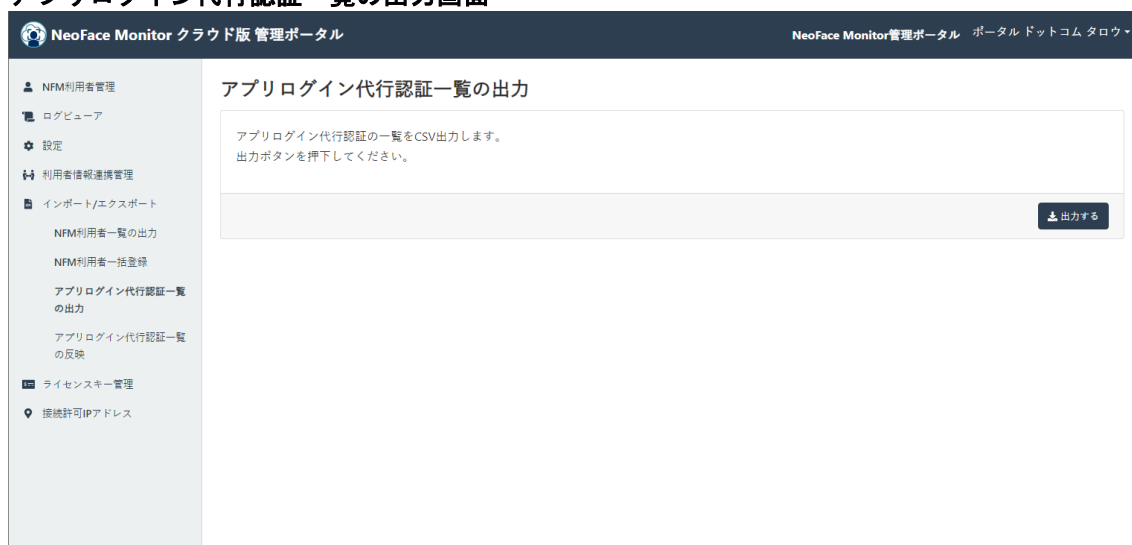 アプリログイン代行認証一覧の出力画面
NeoFace Monitor クラウド版 管理ポータル
NeoFace Monitor管理ポータル ポータル ドットコム タロウ
NFM利用者管理
ログビューア
設定
利用者情報連携管理
インポート/エクスポート
NFM利用者一覧の出力
NFM利用者一括登録
アプリログイン代行認証一覧
の出力
アプリログイン代行認証一覧
の反映
ライセンスキー管理
接続許可IPアドレス
アプリログイン代行認証一覧の出力
アプリログイン代行認証の一覧をCSV出力します。
出力ボタンを押下してください。
出力する